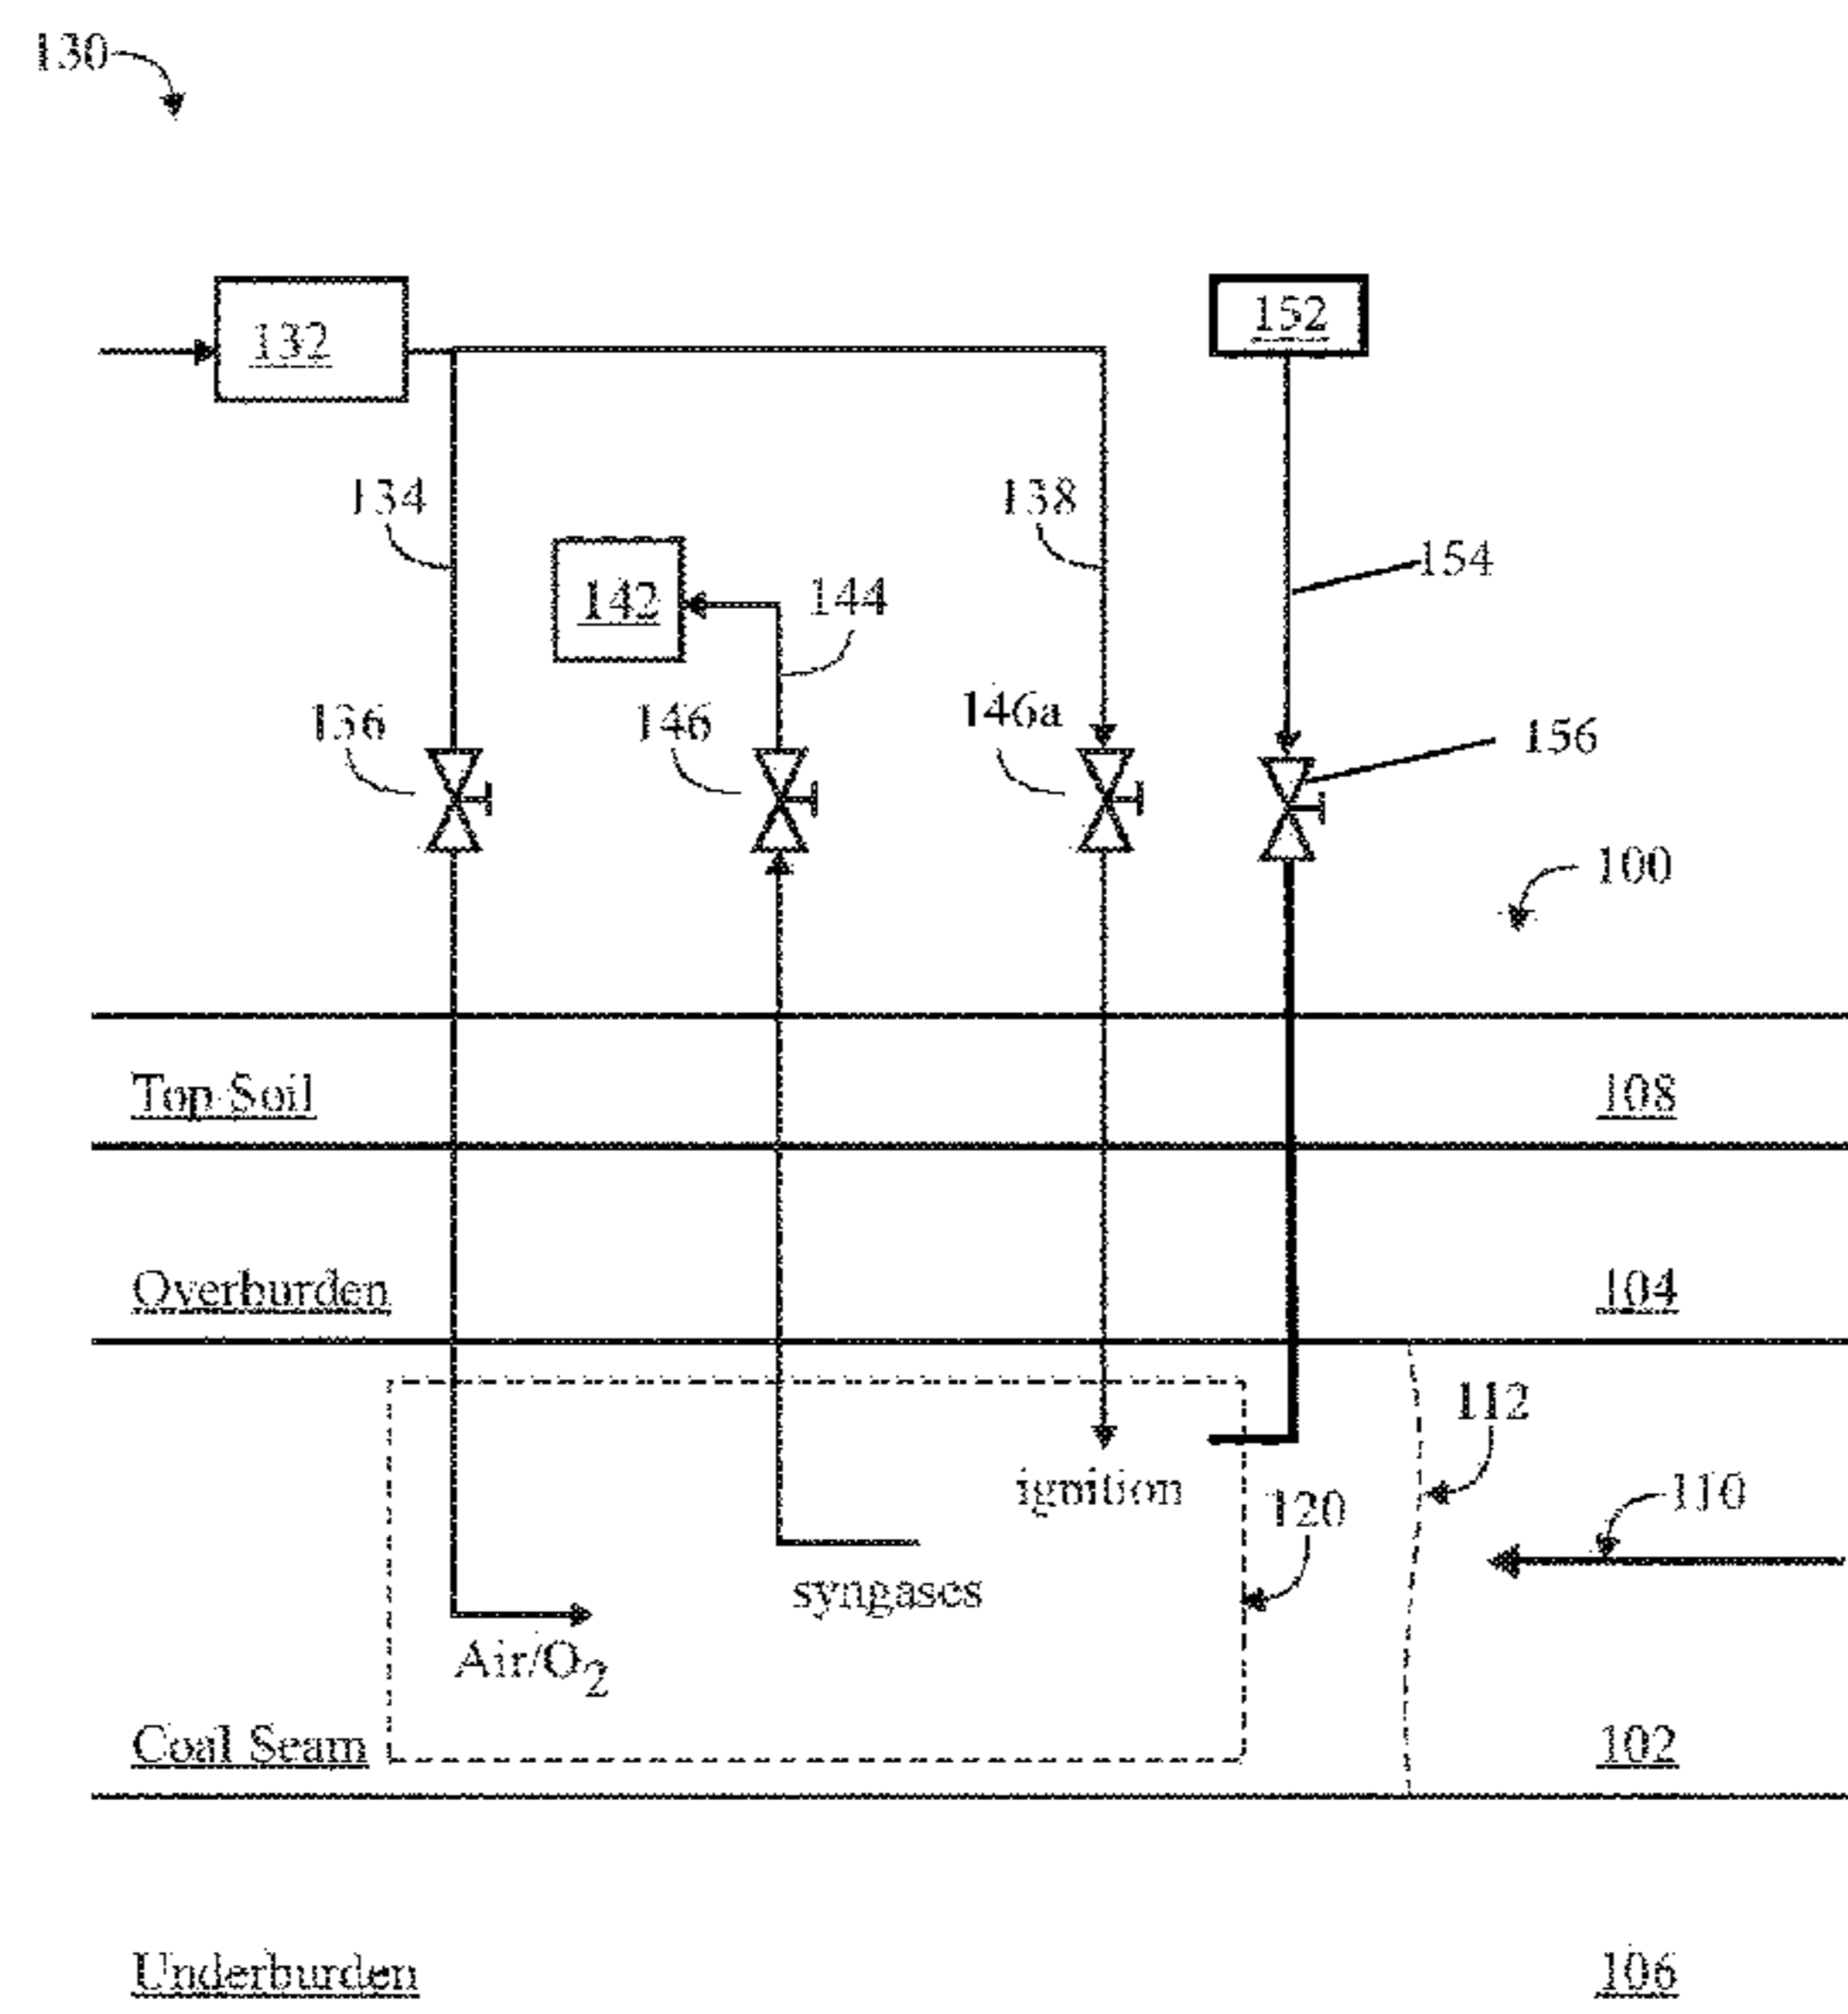 130
132
152
134
138
154
142
144
136
146
146a
156
100
Top Soil 108
Overburden 104
112
ignition
120
110
syngases
Air/O2
Coal Seam 102
Underburden 106